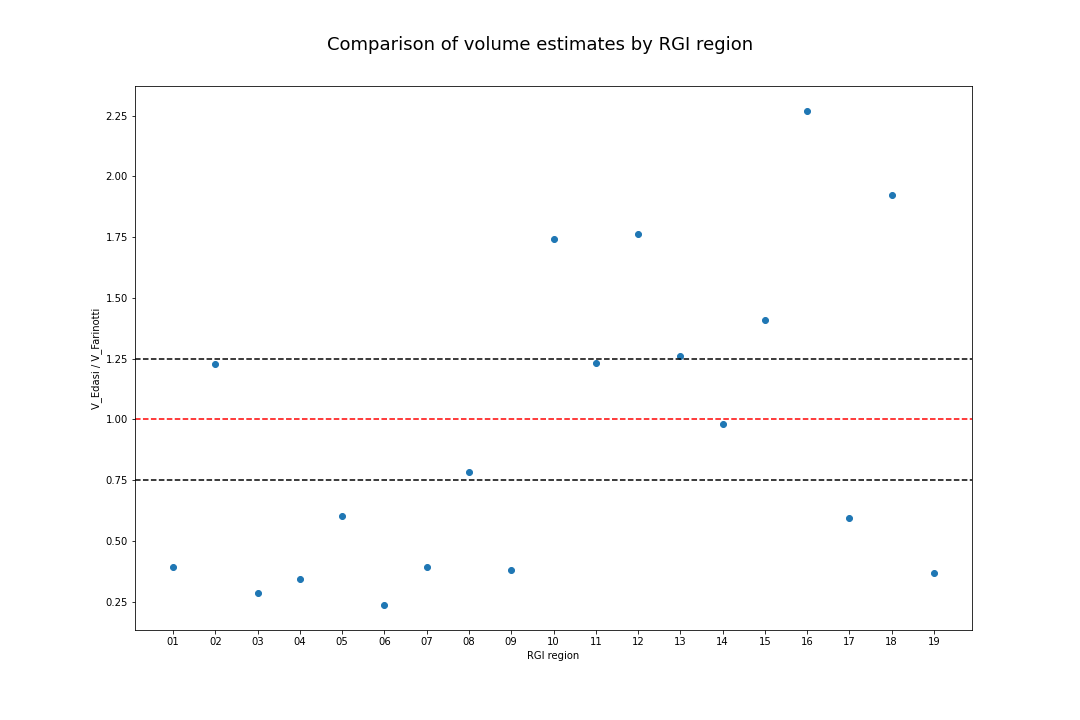 Comparison of volume estimates by RGI region
V_Edasi / V_Farinotti
2.25
2.00
1.75
1.50
1.25
1.00
0.75
0.50
0.25
01 02 03 04 05 06 07 08 09 10 11 12 13 14 15 16 17 18 19
RGI region